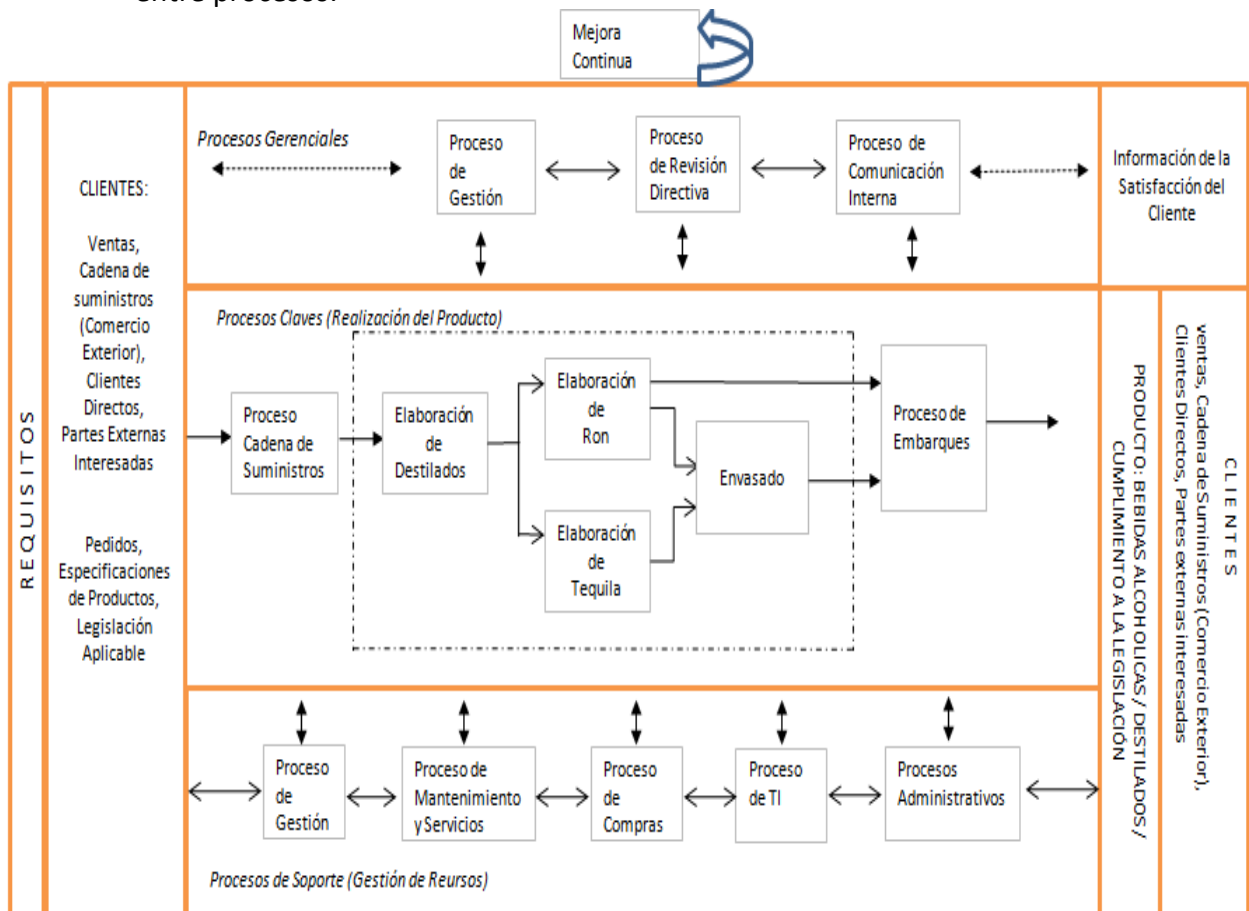 entre procesos.
Mejora
Continua
REQUISITOS
CLIENTES:
Ventas,
Cadena de
suministros
(Comercio
Exterior),
Clientes
Directos,
Partes Externas
Interesadas
Pedidos,
Especificaciones
de Productos,
Legislación
Aplicable
Procesos Gerenciales
Proceso
de
Gestión
Proceso
de Revisión
Directiva
Proceso de
Comunicación
Interna
Información de la
Satisfacción del
Cliente
Procesos Claves (Realización del Producto)
Proceso
Cadena de
Suministros
Elaboración
de
Destilados
Elaboración
de
Ron
Elaboración
de
Tequila
Envasado
Proceso de
Embarques
PRODUCTO: BEBIDAS ALCOHOLICAS / DESTILADOS /
CUMPLIMIENTO A LA LEGISLACIÓN
CLIENTES
ventas, Cadena de Suministros (Comercio Exterior),
Clientes Directos, Partes externas interesadas
Proceso
de
Gestión
Proceso de
Mantenimiento
y Servicios
Proceso
de
Compras
Proceso
de TI
Procesos
Administrativos
Procesos de Soporte (Gestión de Reursos)